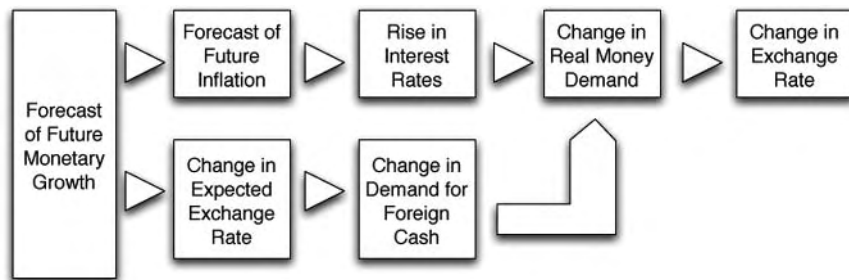 Forecast
of Future
Monetary
Growth
Forecast of
Future
Inflation
Rise in
Interest
Rates
Change in
Real Money
Demand
Change in
Exchange
Rate
Change in
Expected
Exchange
Rate
Change in
Demand for
Foreign
Cash